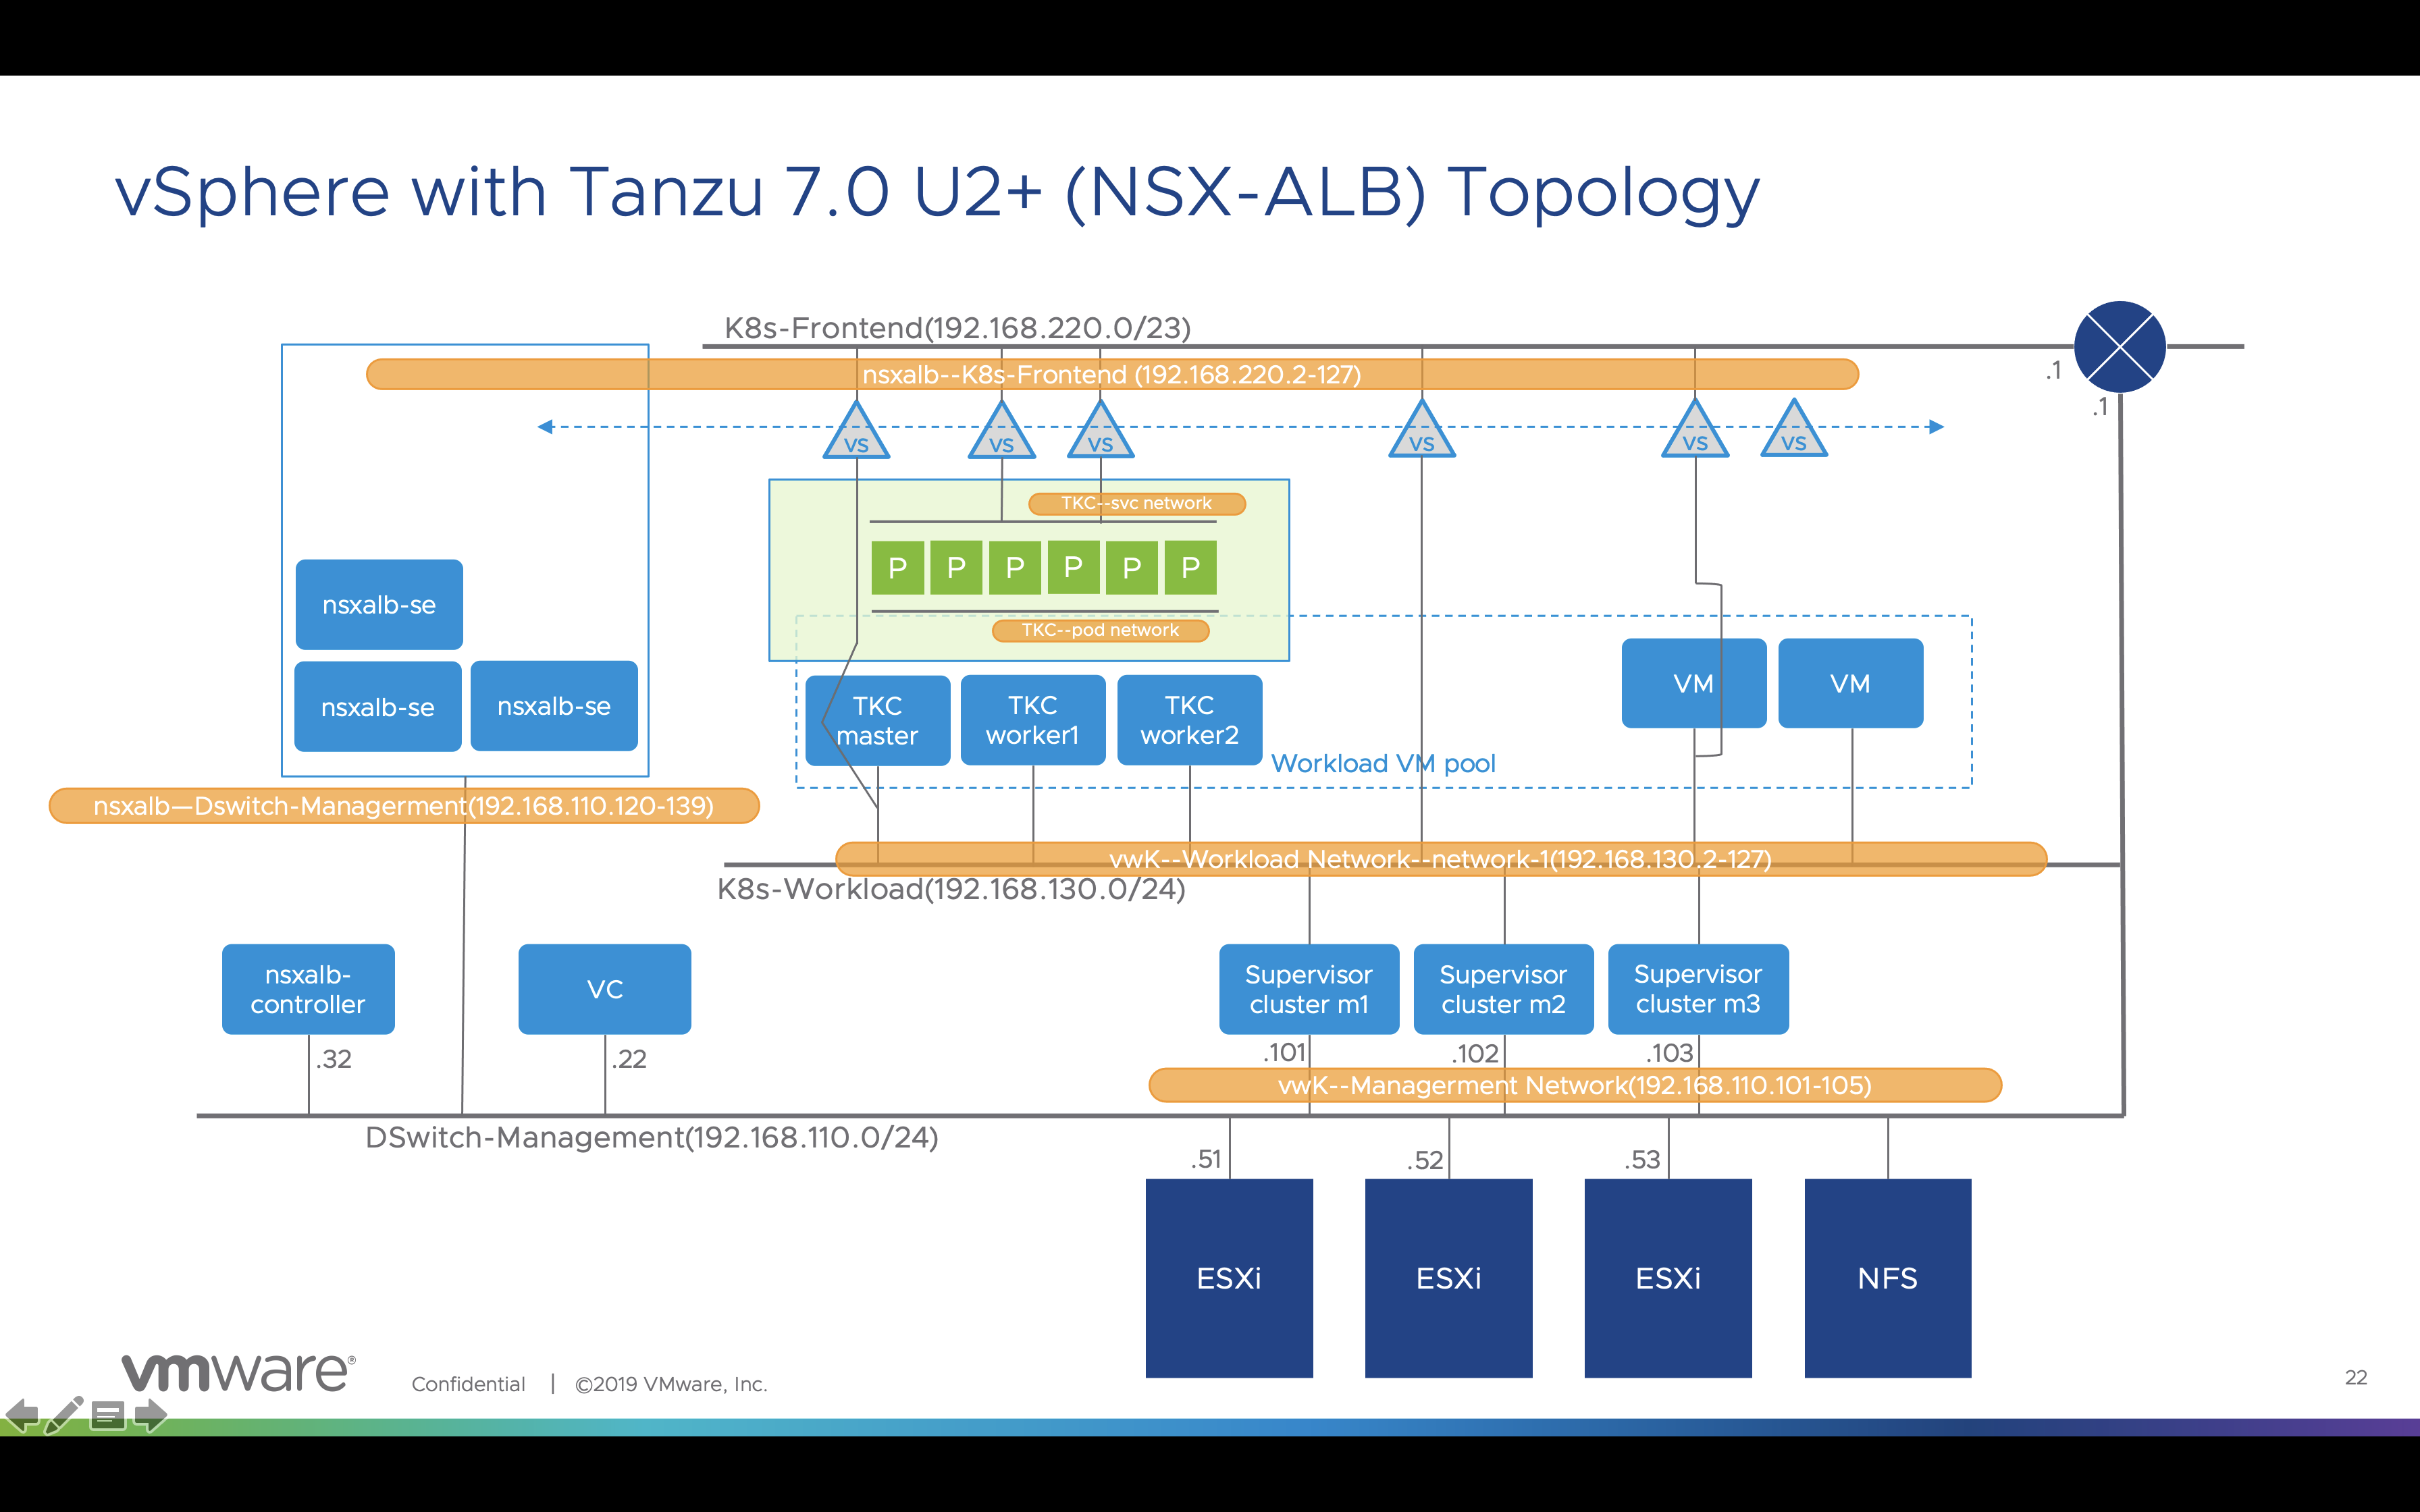 vSphere with Tanzu 7.0 U2+ (NSX-ALB) Topology
K8s-Frontend(192.168.220.0/23)
nsxalb--K8s-Frontend (192.168.220.2-127)
.1
.1
VS
VS
VS
VS
VS
VS
TKC--svc network
P
P
P
P
P
P
TKC--pod network
nsxalb-se
nsxalb-se
nsxalb-se
TKC
master
TKC
worker1
TKC
worker2
VM
VM
Workload VM pool
nsxalb—Dswitch-Managerment(192.168.110.120-139)
vwK--Workload Network--network-1(192.168.130.2-127)
K8s-Workload(192.168.130.0/24)
nsxalb-
controller
VC
Supervisor
cluster m1
Supervisor
cluster m2
Supervisor
cluster m3
.32
.22
.101
.102
.103
vwK--Managerment Network(192.168.110.101-105)
DSwitch-Management(192.168.110.0/24)
.51
.52
.53
ESXi
ESXi
ESXi
NFS
vmware®
Confidential | ©2019 VMware, Inc.
22